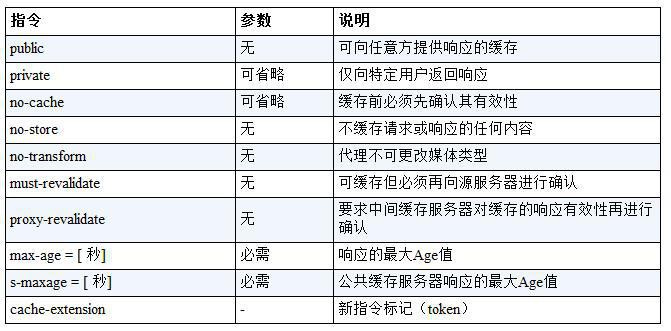 指令 参数 说明
public 无 可向任意方提供响应的缓存
private 可省略 仅向特定用户返回响应
no-cache 可省略 缓存前必须先确认其有效性
no-store 无 不缓存请求或响应的任何内容
no-transform 无 代理不可更改媒体类型
must-revalidate 无 可缓存但必须再向源服务器进行确认
proxy-revalidate 无 要求中间缓存服务器对缓存的响应有效性再进行
确认
max-age = [ 秒] 必需 响应的最大Age值
s-maxage = [ 秒] 必需 公共缓存服务器响应的最大Age值
cache-extension - 新指令标记（token）